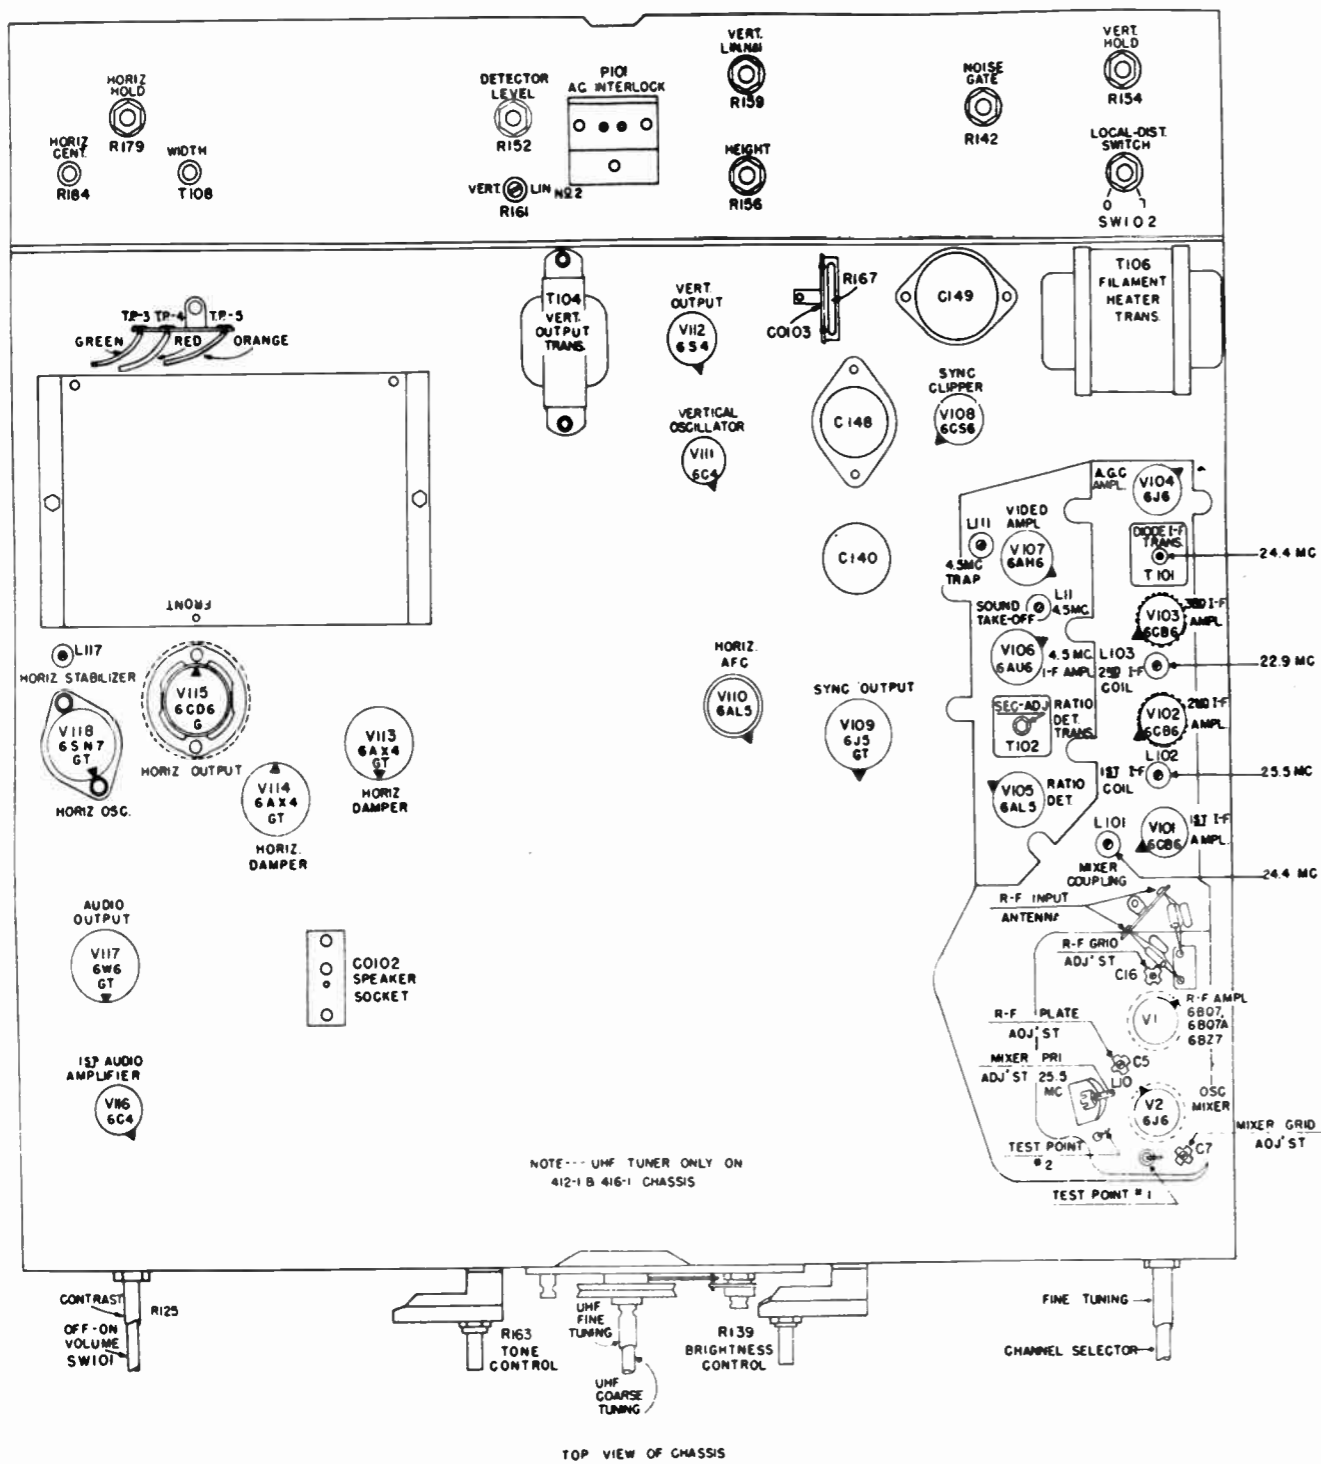 HORIZ
HOLD
R179
HORIZ
CENT.
R184
WIDTH
T108
DETECTOR
LEVEL
R152
VERT. LIN NO.2
R161
P101
AC INTERLOCK
VERT.
R159
HEIGHT
R156
NOISE
GATE
R142
VERT.
HOLD
R154
LOCAL-DIST.
SWITCH
SW102
T.P.-3 T.P.-4 T.P.-5
GREEN RED ORANGE
FRONT
T104
VERT.
OUTPUT
TRANS.
VERT.
OUTPUT
V112
6S4
VERTICAL
OSCILLATOR
V111
6C4
R167
CO103
C149
C148
C140
SYNC
CLIPPER
V108
6CS6
T106
FILAMENT
HEATER
TRANS.
A.G.C
AMPL.
V104
6J6
DIODE I-F
TRANS.
T101
24.4 MC
L111
4.5MC
TRAP
VIDEO
AMPL
V107
6AH6
SOUND
TAKE-OFF
L11
4.5MC
V106
6AU6
4.5 MC
I-F AMPL
3RD I-F
AMPL
V103
6CB6
L103
2ND I-F
COIL
22.9 MC
SEC-ADJ
T102
RATIO
DET.
TRANS.
V102
6CB6
2ND I-F
AMPL.
L102
1ST I-F
COIL
25.5 MC
V105
6AL5
RATIO
DET.
L101
MIXER
COUPLING
V101
6CB6
1ST I-F
AMPL.
24.4 MC
L117
HORIZ STABILIZER
V118
6SN7
GT
HORIZ OSC.
V115
6CD6
G
HORIZ OUTPUT
V114
6AX4
GT
HORIZ.
DAMPER
V113
6AX4
GT
HORIZ
DAMPER
HORIZ.
AFC
V110
6AL5
SYNC OUTPUT
V109
6J5
GT
AUDIO
OUTPUT
V117
6W6
GT
CO102
SPEAKER
SOCKET
1ST AUDIO
AMPLIFIER
V116
6C4
R-F INPUT
ANTENNA
R-F GRID
ADJ'ST
C16
V1
R-F AMPL
6BQ7,
6BQ7A
6BZ7
R-F PLATE
ADJ'ST
C5
MIXER PRI
ADJ'ST 25.5
MC
L10
V2
6J6
OSC
MIXER
MIXER GRID
ADJ'ST
C7
TEST POINT
#2
TEST POINT #1
NOTE--- UHF TUNER ONLY ON
412-1 B 416-1 CHASSIS
CONTRAST
R125
OFF-ON
VOLUME
SW101
R163
TONE
CONTROL
UHF
FINE
TUNING
UHF
COARSE
TUNING
R139
BRIGHTNESS
CONTROL
FINE TUNING
CHANNEL SELECTOR
TOP VIEW OF CHASSIS